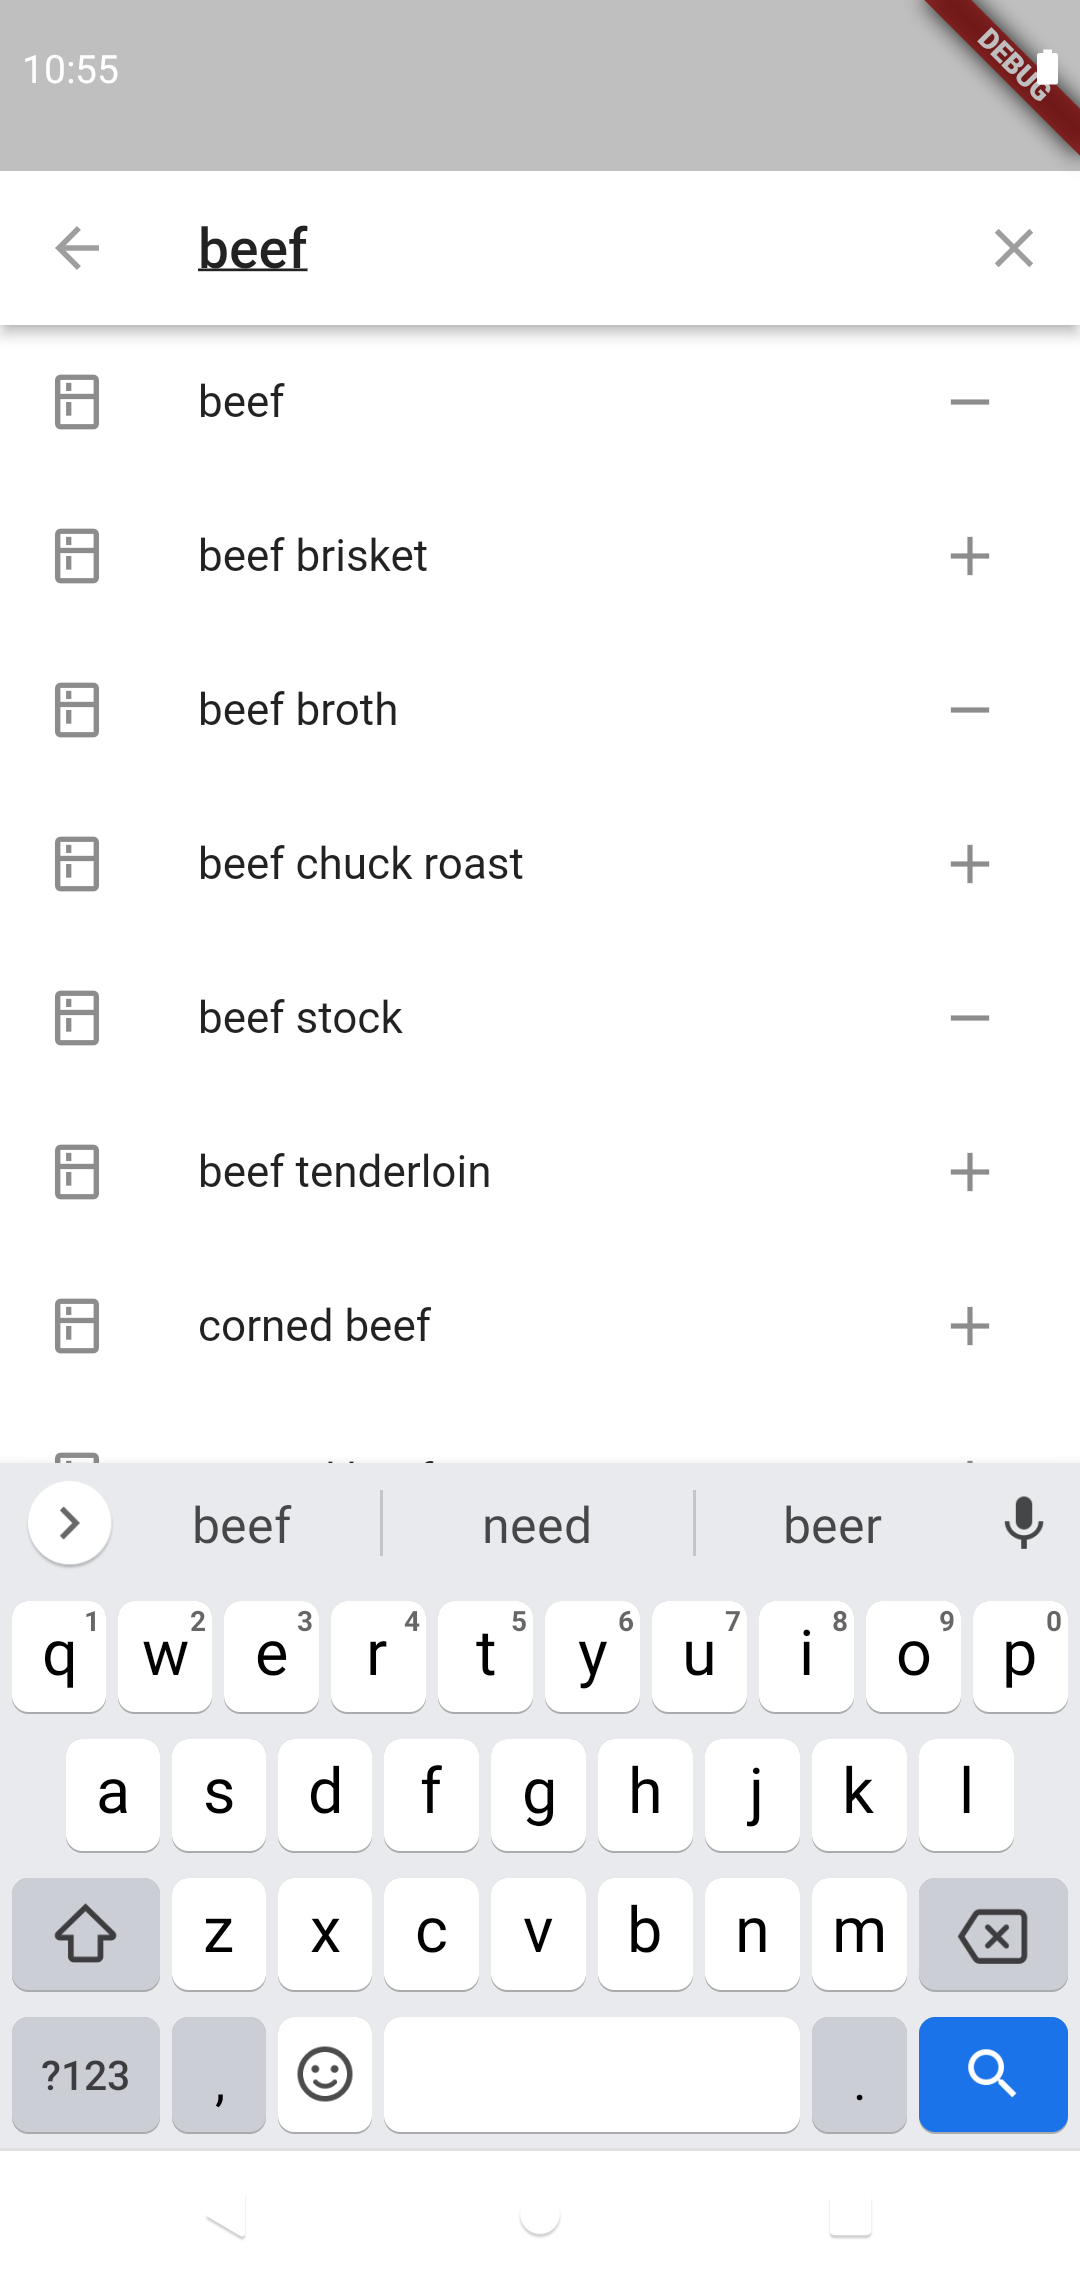 10:55
DEBUG
beef
beef
beef brisket
beef broth
beef chuck roast
beef stock
beef tenderloin
corned beef
beef need beer
q1 w2 e3 r4 t5 y6 u7 i8 o9 p0
a s d f g h j k l
z x c v b n m
?123 , .